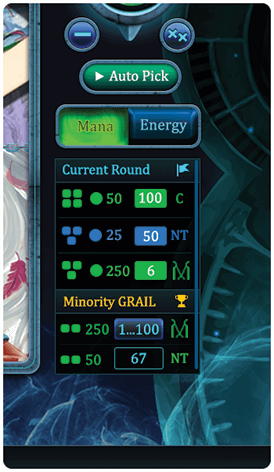 Auto Pick
Mana Energy
Current Round
50 100 C
25 50 NT
250 6
Minority GRAIL
250 1...100
50 67 NT